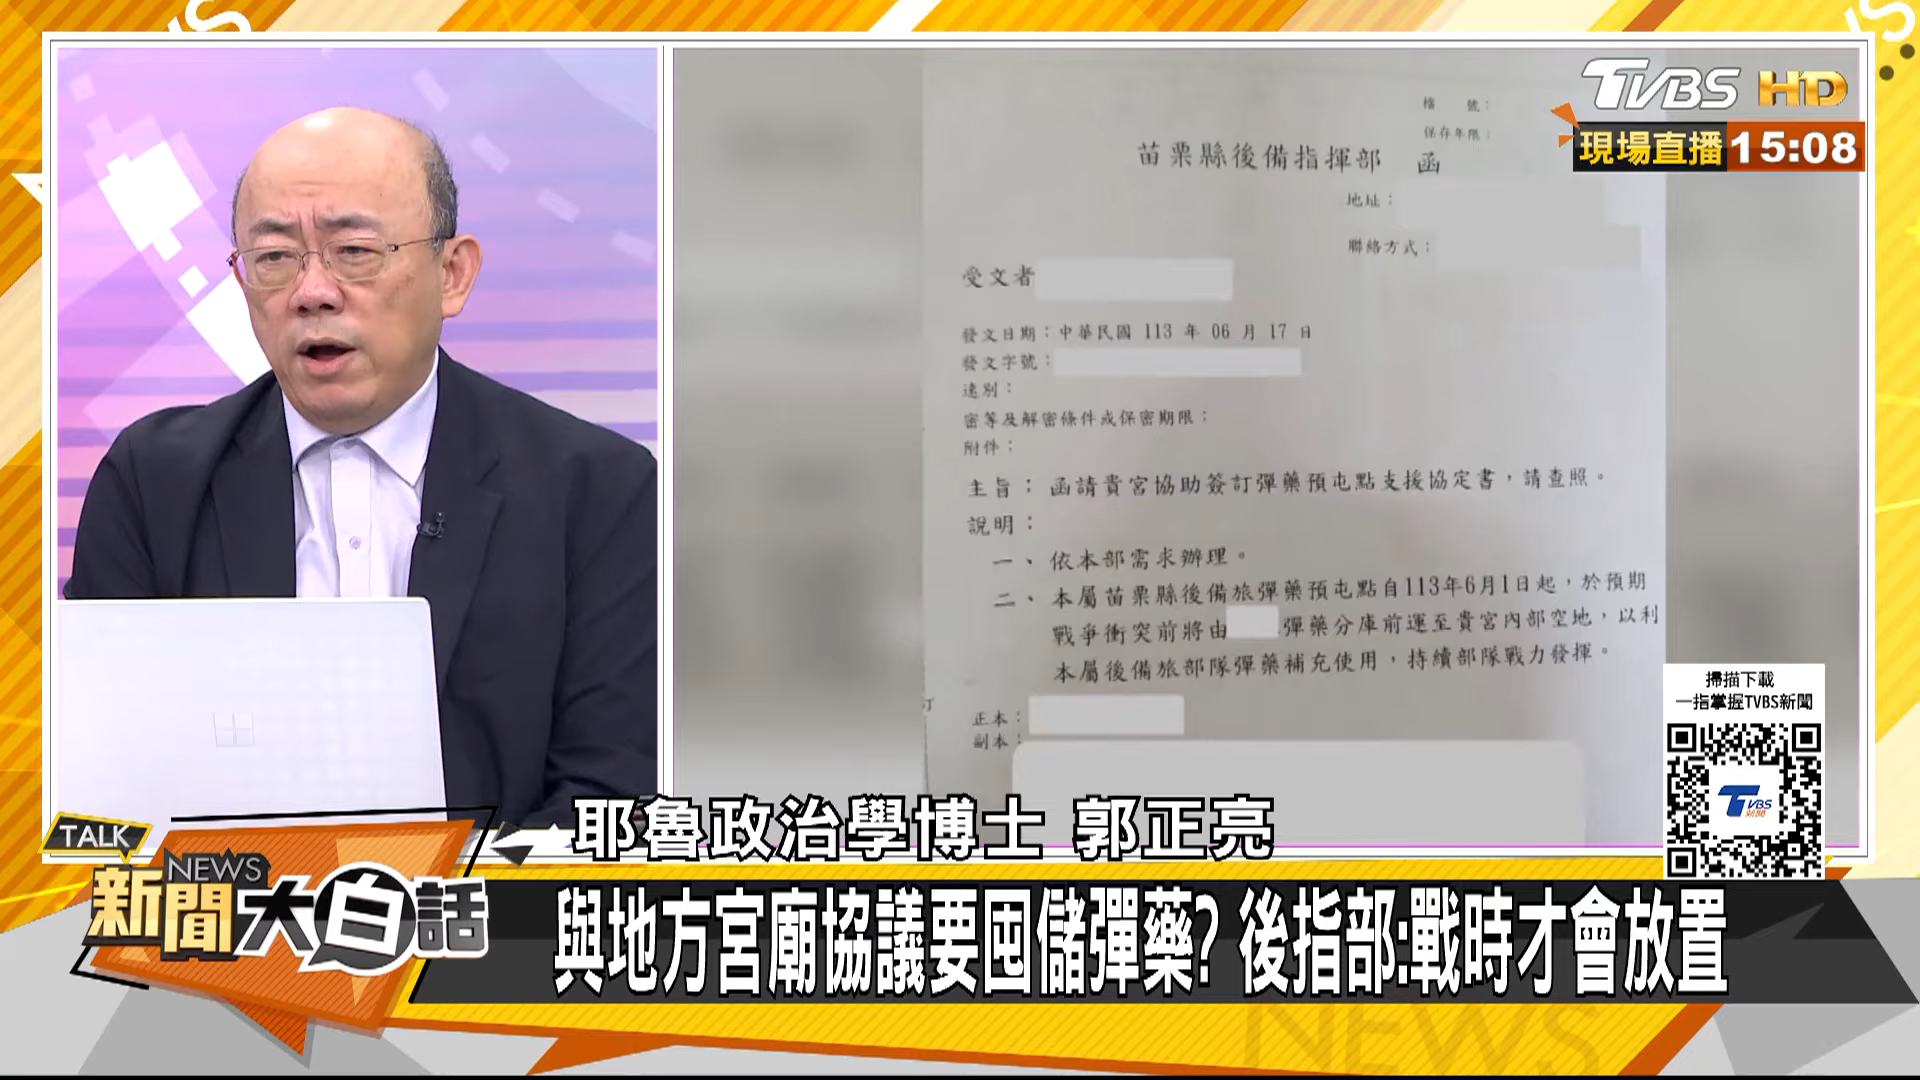 TVBS HD
現場直播 15:08
檔　號：
保存年限：
苗栗縣後備指揮部　函
地址：
聯絡方式：
受文者
發文日期：中華民國 113 年 06 月 17 日
發文字號：
速別：
密等及解密條件或保密期限：
附件：
主旨：函請貴宮協助簽訂彈藥預屯點支援協定書，請查照。
說明：
一、依本部需求辦理。
二、本屬苗栗縣後備旅彈藥預屯點自113年6月1日起，於預期
戰爭衝突前將由　　彈藥分庫前運至貴宮內部空地，以利
本屬後備旅部隊彈藥補充使用，持續部隊戰力發揮。
訂
正本：
副本：
掃描下載
一指掌握TVBS新聞
TVBS
新聞
耶魯政治學博士 郭正亮
TALK
NEWS
新聞大白話
與地方宮廟協議要囤儲彈藥? 後指部:戰時才會放置
NEWS